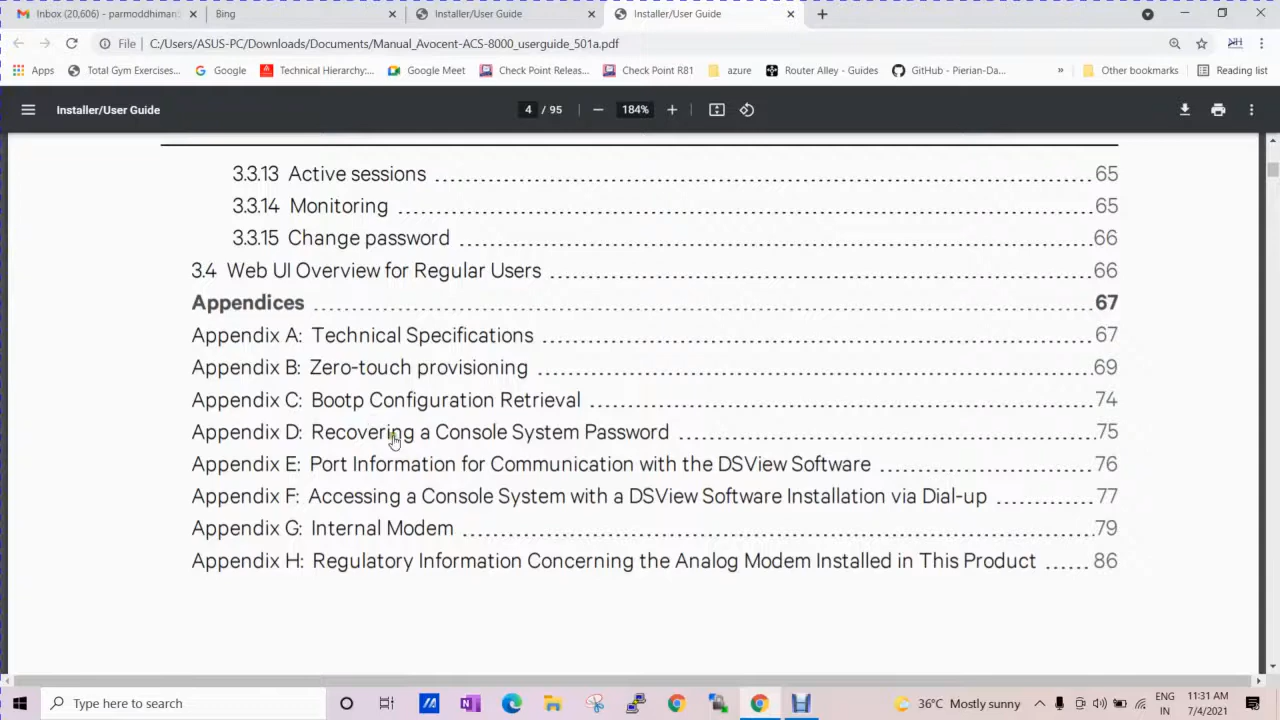 Inbox (20,606) - parmoddhiman
Bing
Installer/User Guide
Installer/User Guide
File
C:/Users/ASUS-PC/Downloads/Documents/Manual_Avocent-ACS-8000_userguide_501a.pdf
Apps
Total Gym Exercises...
Google
Technical Hierarchy:...
Google Meet
Check Point Releas...
Check Point R81
azure
Router Alley - Guides
GitHub - Pierian-Da...
»
Other bookmarks
Reading list
Installer/User Guide
4 / 95
184%
3.3.13 Active sessions 65
3.3.14 Monitoring 65
3.3.15 Change password 66
3.4 Web UI Overview for Regular Users 66
Appendices 67
Appendix A: Technical Specifications 67
Appendix B: Zero-touch provisioning 69
Appendix C: Bootp Configuration Retrieval 74
Appendix D: Recovering a Console System Password 75
Appendix E: Port Information for Communication with the DSView Software 76
Appendix F: Accessing a Console System with a DSView Software Installation via Dial-up 77
Appendix G: Internal Modem 79
Appendix H: Regulatory Information Concerning the Analog Modem Installed in This Product 86
Type here to search
36°C Mostly sunny
ENG
IN
11:31 AM
7/4/2021